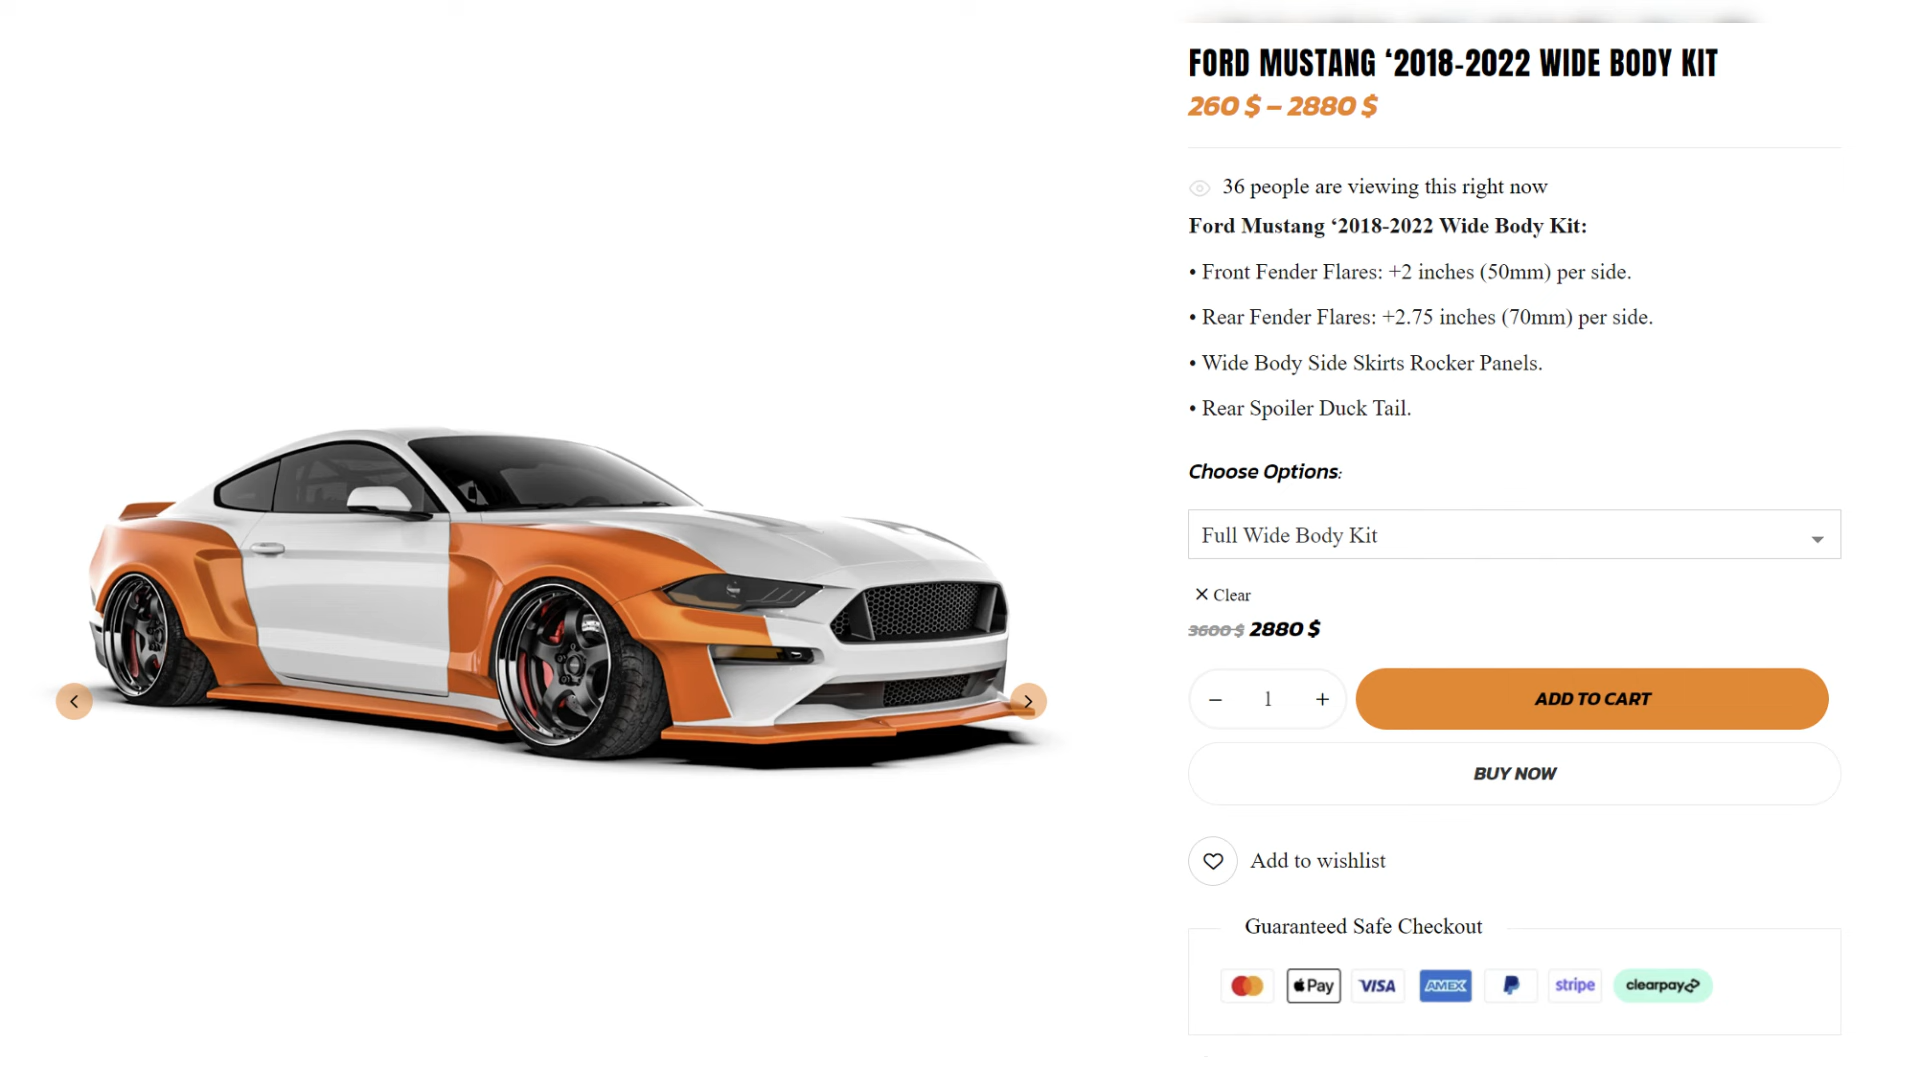 FORD MUSTANG ‘2018-2022 WIDE BODY KIT
260 $ – 2880 $
36 people are viewing this right now
Ford Mustang ‘2018-2022 Wide Body Kit:
• Front Fender Flares: +2 inches (50mm) per side.
• Rear Fender Flares: +2.75 inches (70mm) per side.
• Wide Body Side Skirts Rocker Panels.
• Rear Spoiler Duck Tail.
Choose Options:
Full Wide Body Kit
× Clear
3600 $ 2880 $
− 1 + ADD TO CART
BUY NOW
Add to wishlist
Guaranteed Safe Checkout
Pay VISA AMEX stripe clearpay